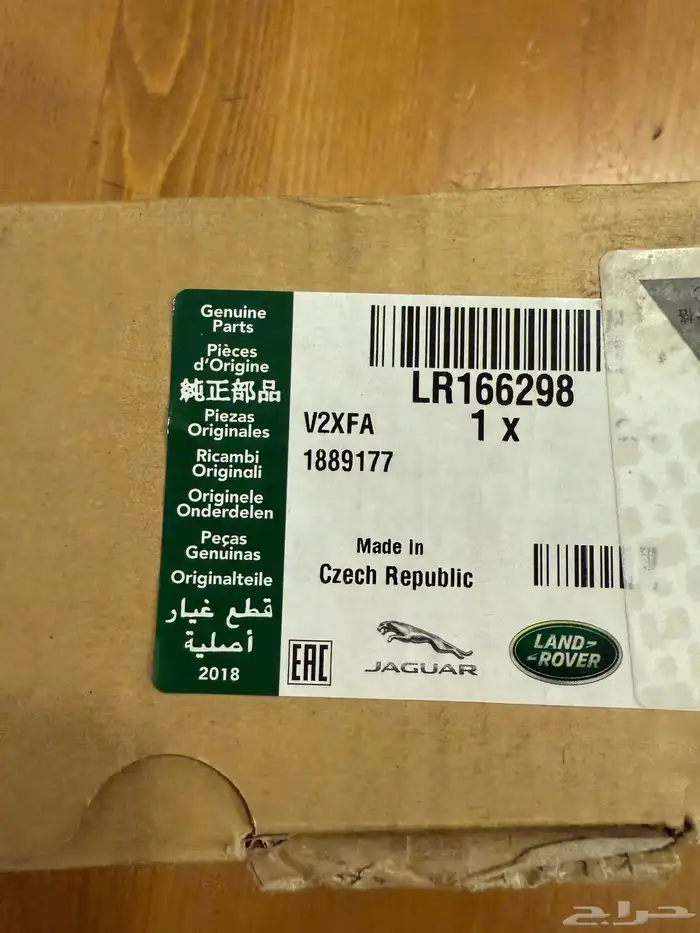 Genuine
Parts
Pièces
d'Origine
純正部品
Piezas
Originales
Ricambi
Originali
Originele
Onderdelen
Peças
Genuinas
Originalteile
قطع غيار
أصلية
2018
LR166298
1 x
V2XFA
1889177
Made In
Czech Republic
EAC
JAGUAR
LAND-
-ROVER
حراج